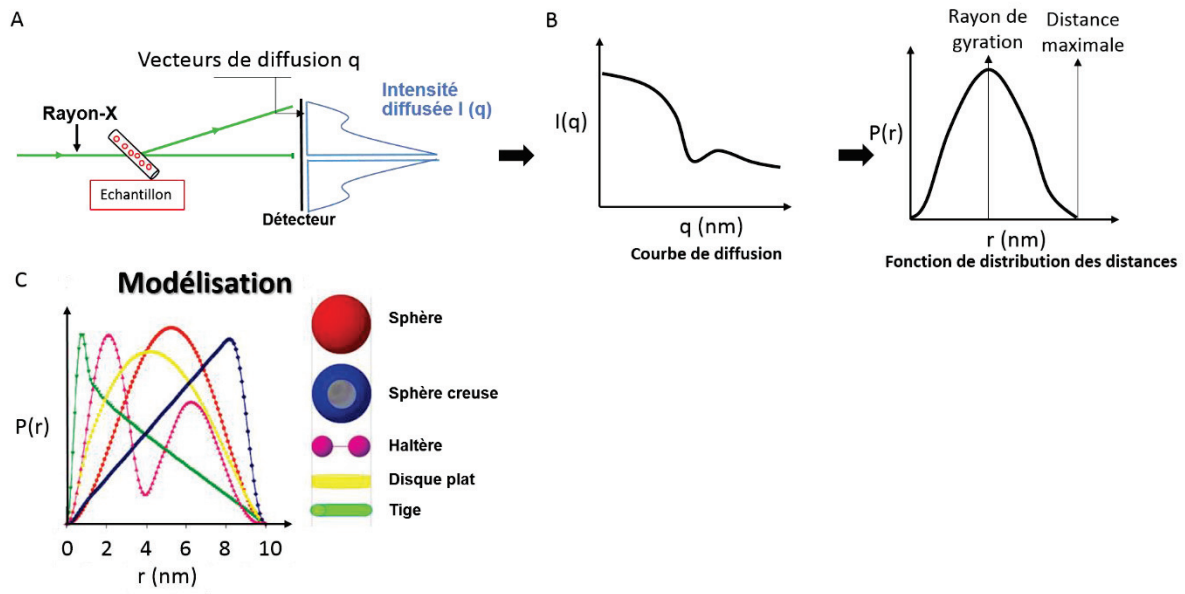 A
Vecteurs de diffusion q
Rayon-X
Echantillon
Détecteur
Intensité
diffusée I (q)
B
I(q)
q (nm)
Courbe de diffusion
Rayon de
gyration
Distance
maximale
P(r)
r (nm)
Fonction de distribution des distances
C
Modélisation
P(r)
0 2 4 6 8 10
r (nm)
Sphère
Sphère creuse
Haltère
Disque plat
Tige